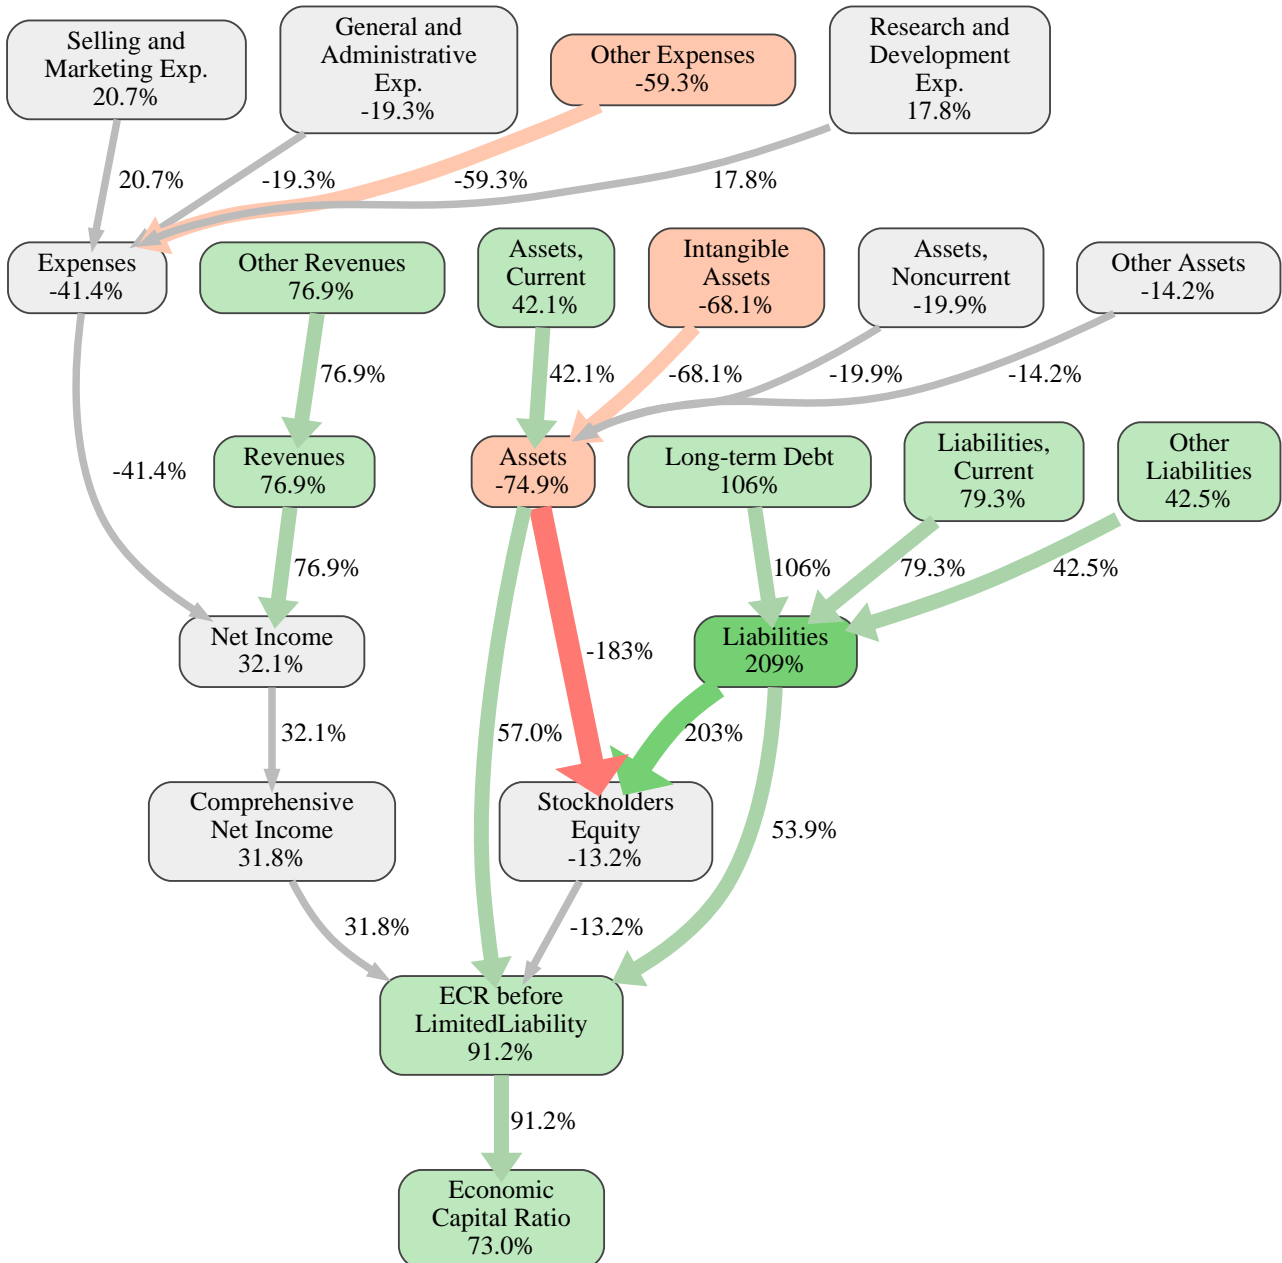 Selling and
Marketing Exp.
20.7%
General and
Administrative
Exp.
-19.3%
Other Expenses
-59.3%
Research and
Development
Exp.
17.8%
20.7%
-19.3%
-59.3%
17.8%
Expenses
-41.4%
Other Revenues
76.9%
Assets,
Current
42.1%
Intangible
Assets
-68.1%
Assets,
Noncurrent
-19.9%
Other Assets
-14.2%
76.9%
42.1%
-68.1%
-19.9%
-14.2%
-41.4%
Revenues
76.9%
Assets
-74.9%
Long-term Debt
106%
Liabilities,
Current
79.3%
Other
Liabilities
42.5%
76.9%
106%
79.3%
42.5%
Net Income
32.1%
-183%
Liabilities
209%
32.1%
57.0%
203%
Comprehensive
Net Income
31.8%
Stockholders
Equity
-13.2%
53.9%
31.8%
-13.2%
ECR before
LimitedLiability
91.2%
91.2%
Economic
Capital Ratio
73.0%